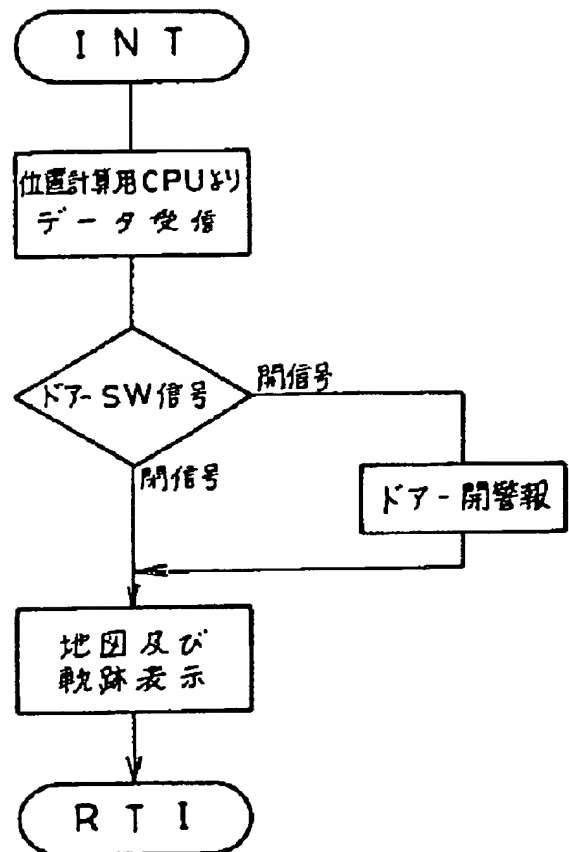 INT
位置計算用CPUより
データ受信
ドアーSW信号
開信号
閉信号
ドアー開警報
地図及び
軌跡表示
RTI